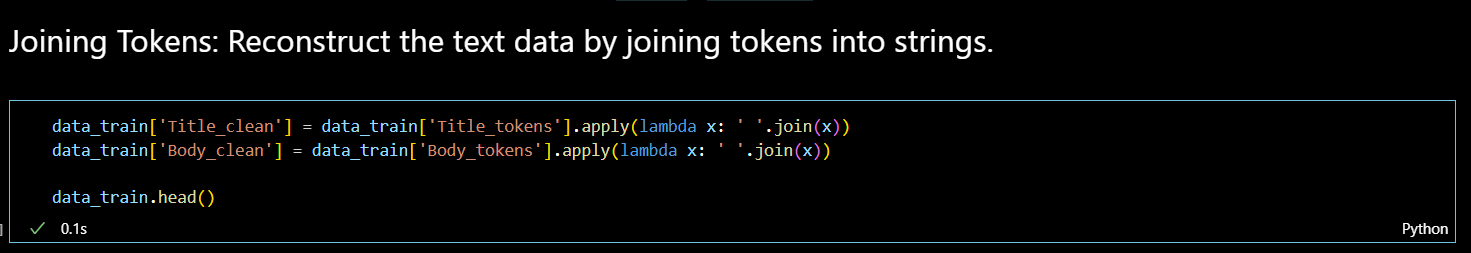 Joining Tokens: Reconstruct the text data by joining tokens into strings.
data_train['Title_clean'] = data_train['Title_tokens'].apply(lambda x: ' '.join(x))
data_train['Body_clean'] = data_train['Body_tokens'].apply(lambda x: ' '.join(x))
data_train.head()
] ✓ 0.1s Python